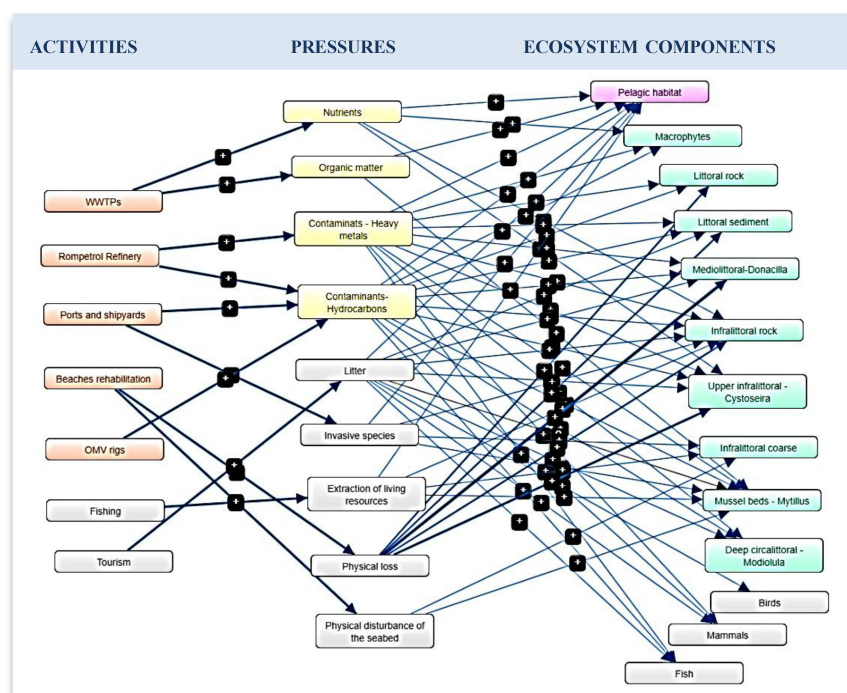 ACTIVITIES
PRESSURES
ECOSYSTEM COMPONENTS
WWTPs
Rompetrol Refinery
Ports and shipyards
Beaches rehabilitation
OMV rigs
Fishing
Tourism
Nutrients
Organic matter
Contaminats - Heavy
metals
Contaminants-
Hydrocarbons
Litter
Invasive species
Extraction of living
resources
Physical loss
Physical disturbance of
the seabed
Pelagic habitat
Macrophytes
Littoral rock
Littoral sediment
Mediolittoral-Donacilla
Infralittoral rock
Upper infralittoral -
Cystoseira
Infralittoral coarse
Mussel beds - Mytillus
Deep circalittoral -
Modiolula
Birds
Mammals
Fish